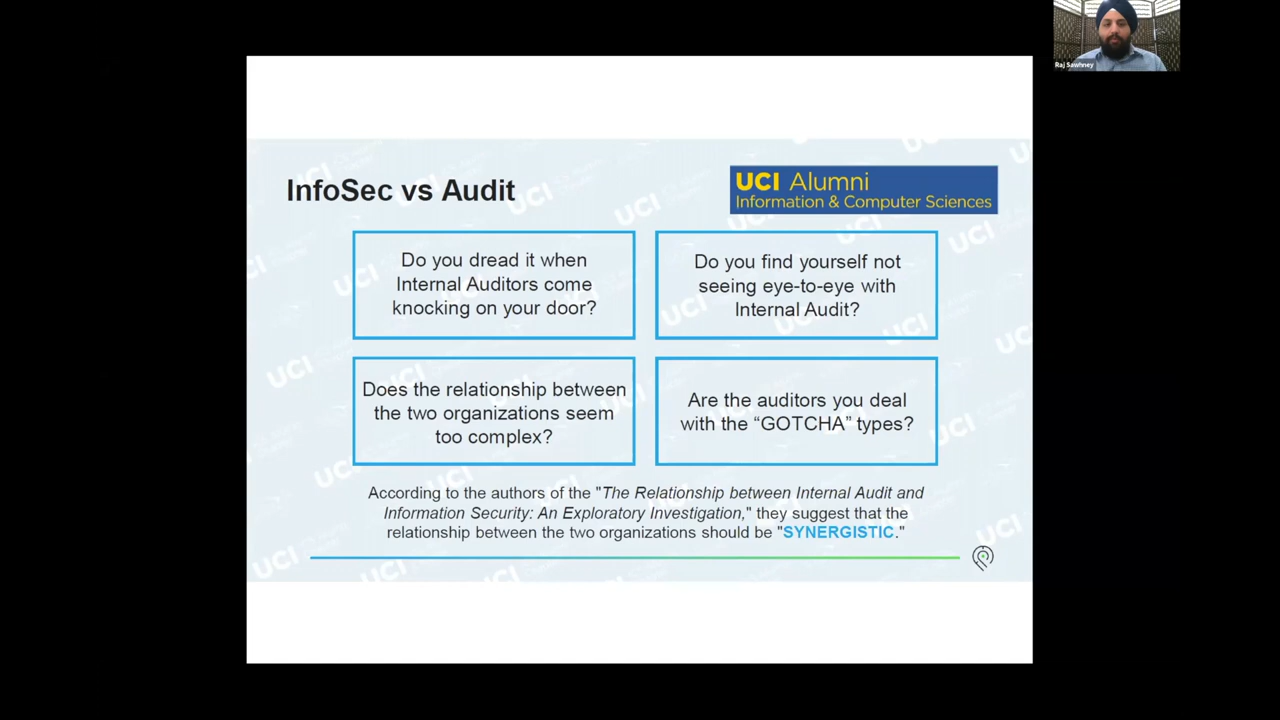 Raj Sawhney
InfoSec vs Audit
UCI Alumni
Information & Computer Sciences
Do you dread it when
Internal Auditors come
knocking on your door?
Do you find yourself not
seeing eye-to-eye with
Internal Audit?
Does the relationship between
the two organizations seem
too complex?
Are the auditors you deal
with the “GOTCHA” types?
According to the authors of the "The Relationship between Internal Audit and
Information Security: An Exploratory Investigation," they suggest that the
relationship between the two organizations should be "SYNERGISTIC."